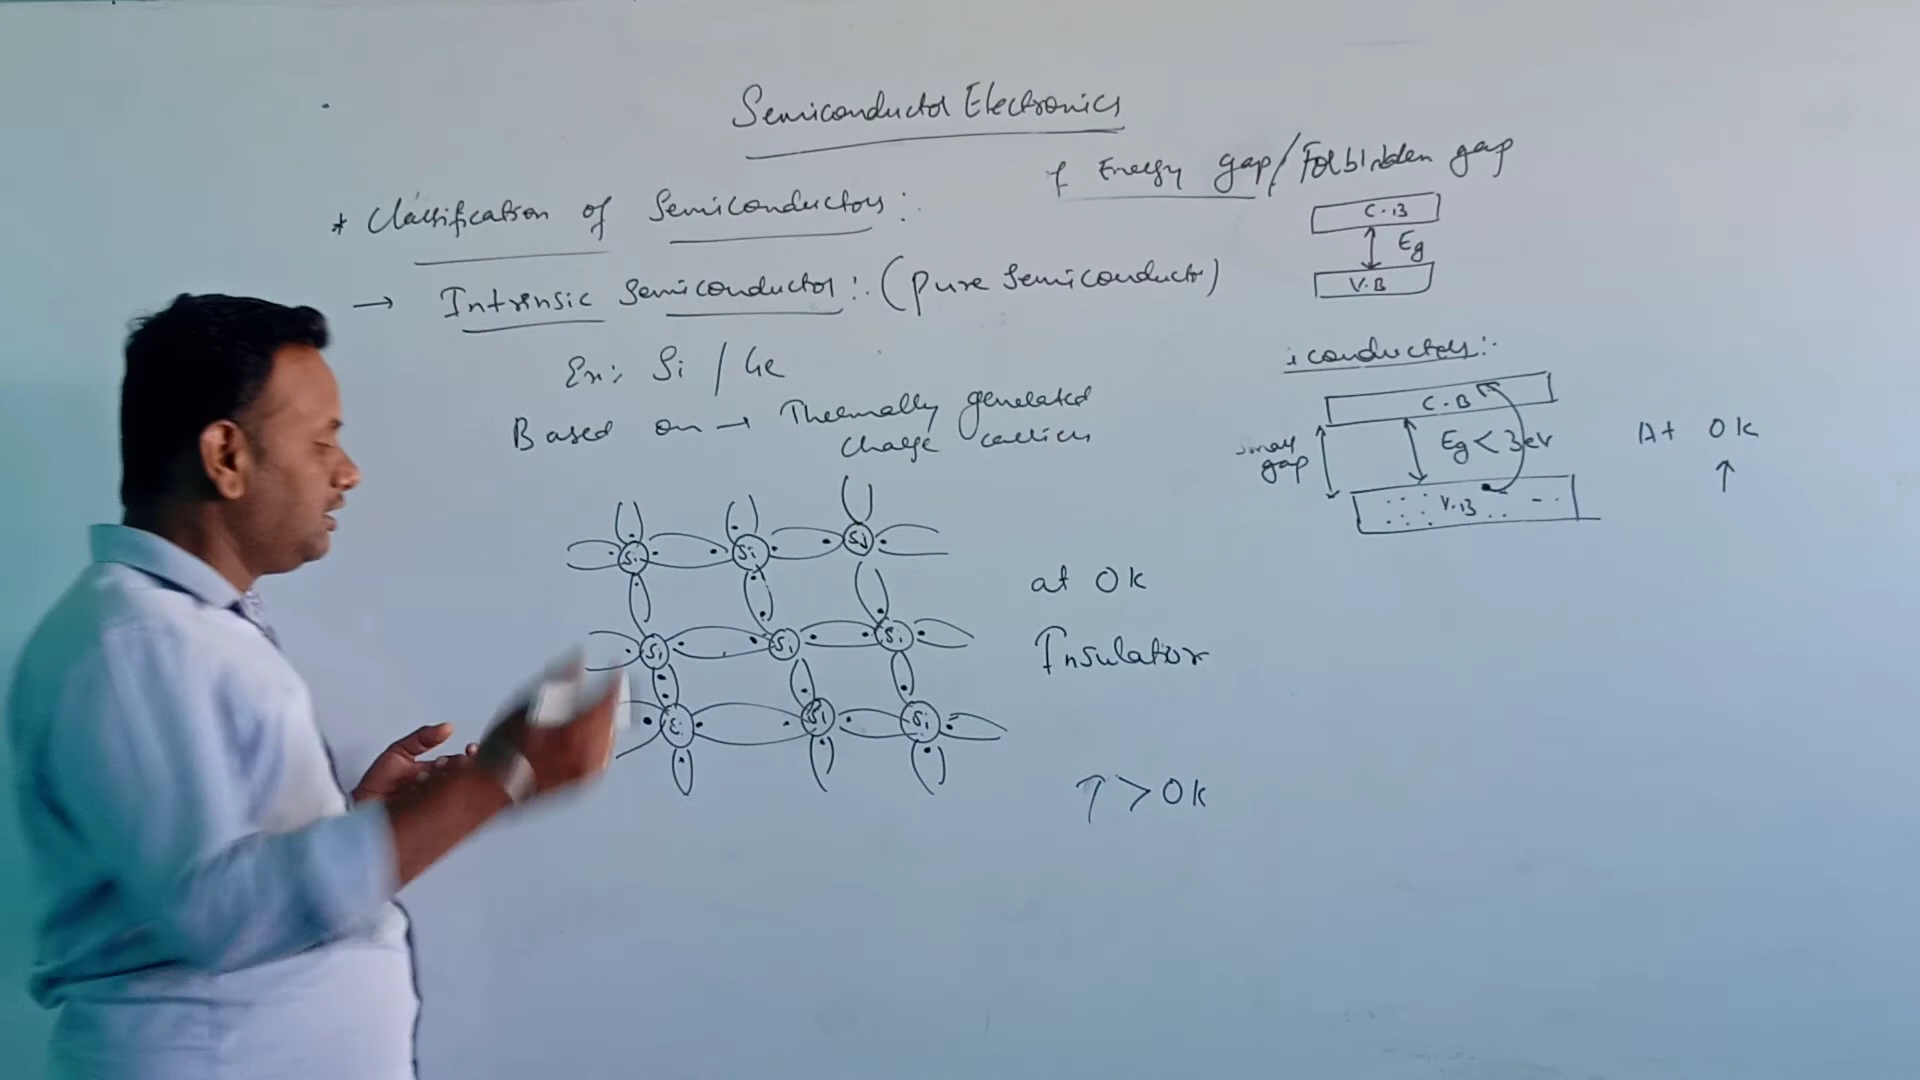 Semiconductor Electronics
* Classification of Semiconductors :
→ Intrinsic Semiconductor :. (Pure Semiconductor)
Ex: Si / Ge
Based on → Thermally generated
charge carriers
Si Si Si
Si Si Si
Si Si Si
at 0K
Insulator
↑ > 0K
* Energy gap/Forbidden gap
C.B
Eg
V.B
iconductors:.
C.B
small gap
Eg < 3eV
V.B
At 0K
↑